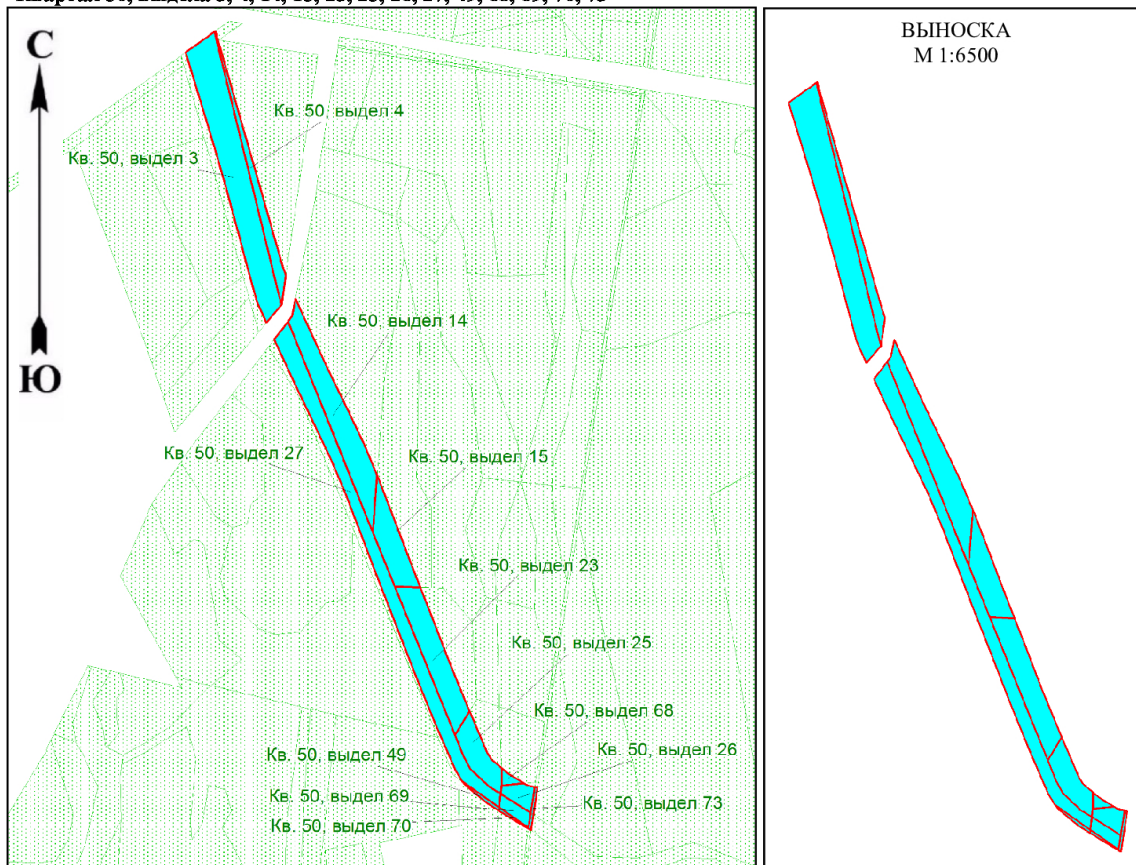 С
Ю
Кв. 50, выдел 4
Кв. 50, выдел 3
Кв. 50, выдел 14
Кв. 50, выдел 27
Кв. 50, выдел 15
Кв. 50, выдел 23
Кв. 50, выдел 25
Кв. 50, выдел 68
Кв. 50, выдел 49
Кв. 50, выдел 26
Кв. 50, выдел 69
Кв. 50, выдел 73
Кв. 50, выдел 70
ВЫНОСКА
М 1:6500